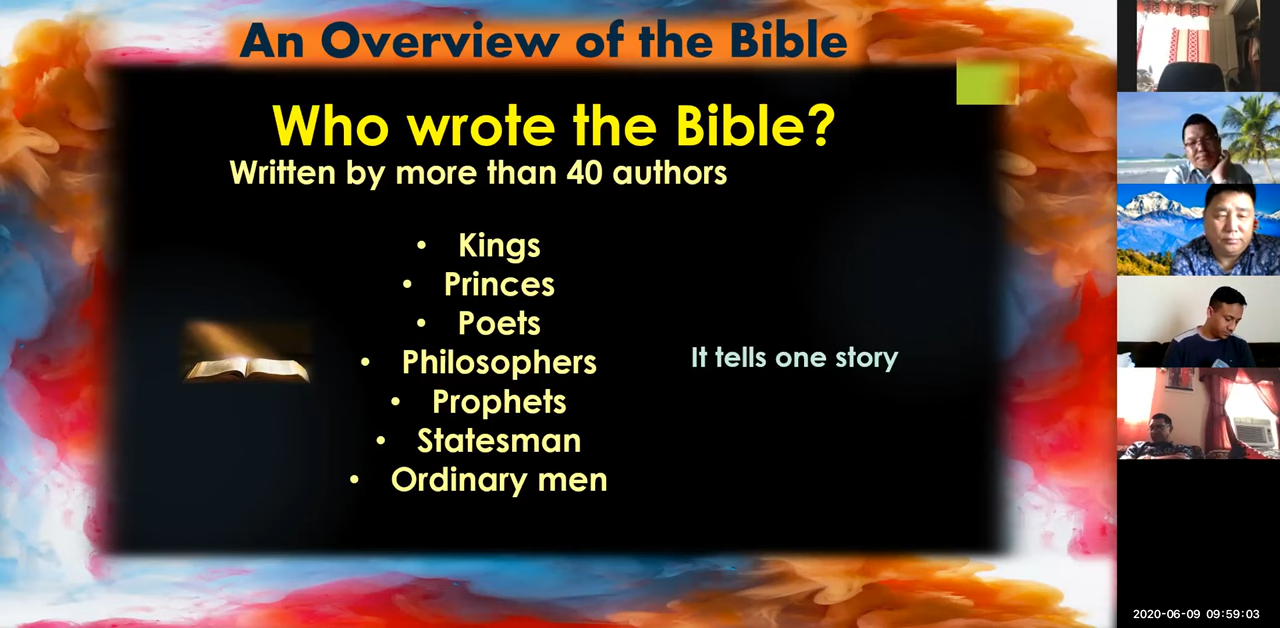 An Overview of the Bible
Who wrote the Bible?
Written by more than 40 authors
• Kings
• Princes
• Poets
• Philosophers
• Prophets
• Statesman
• Ordinary men
It tells one story
2020-06-09 09:59:03